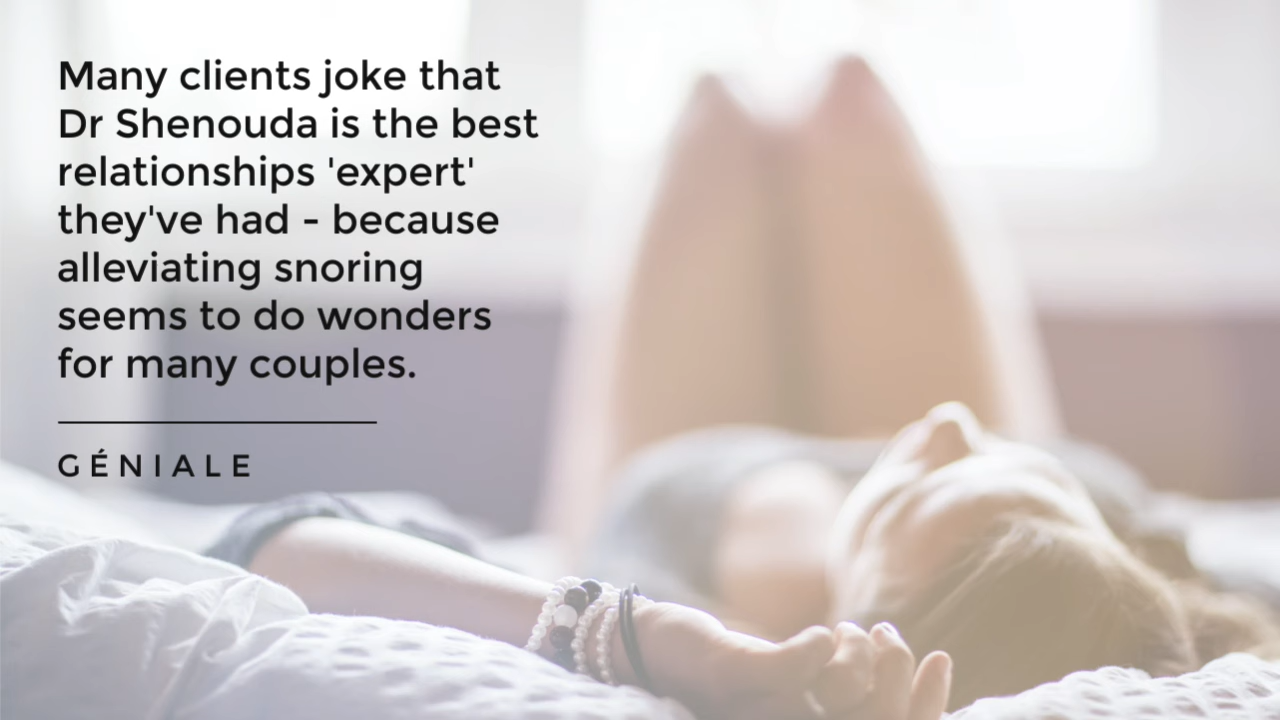 Many clients joke that
Dr Shenouda is the best
relationships 'expert'
they've had - because
alleviating snoring
seems to do wonders
for many couples.
GÉNIALE